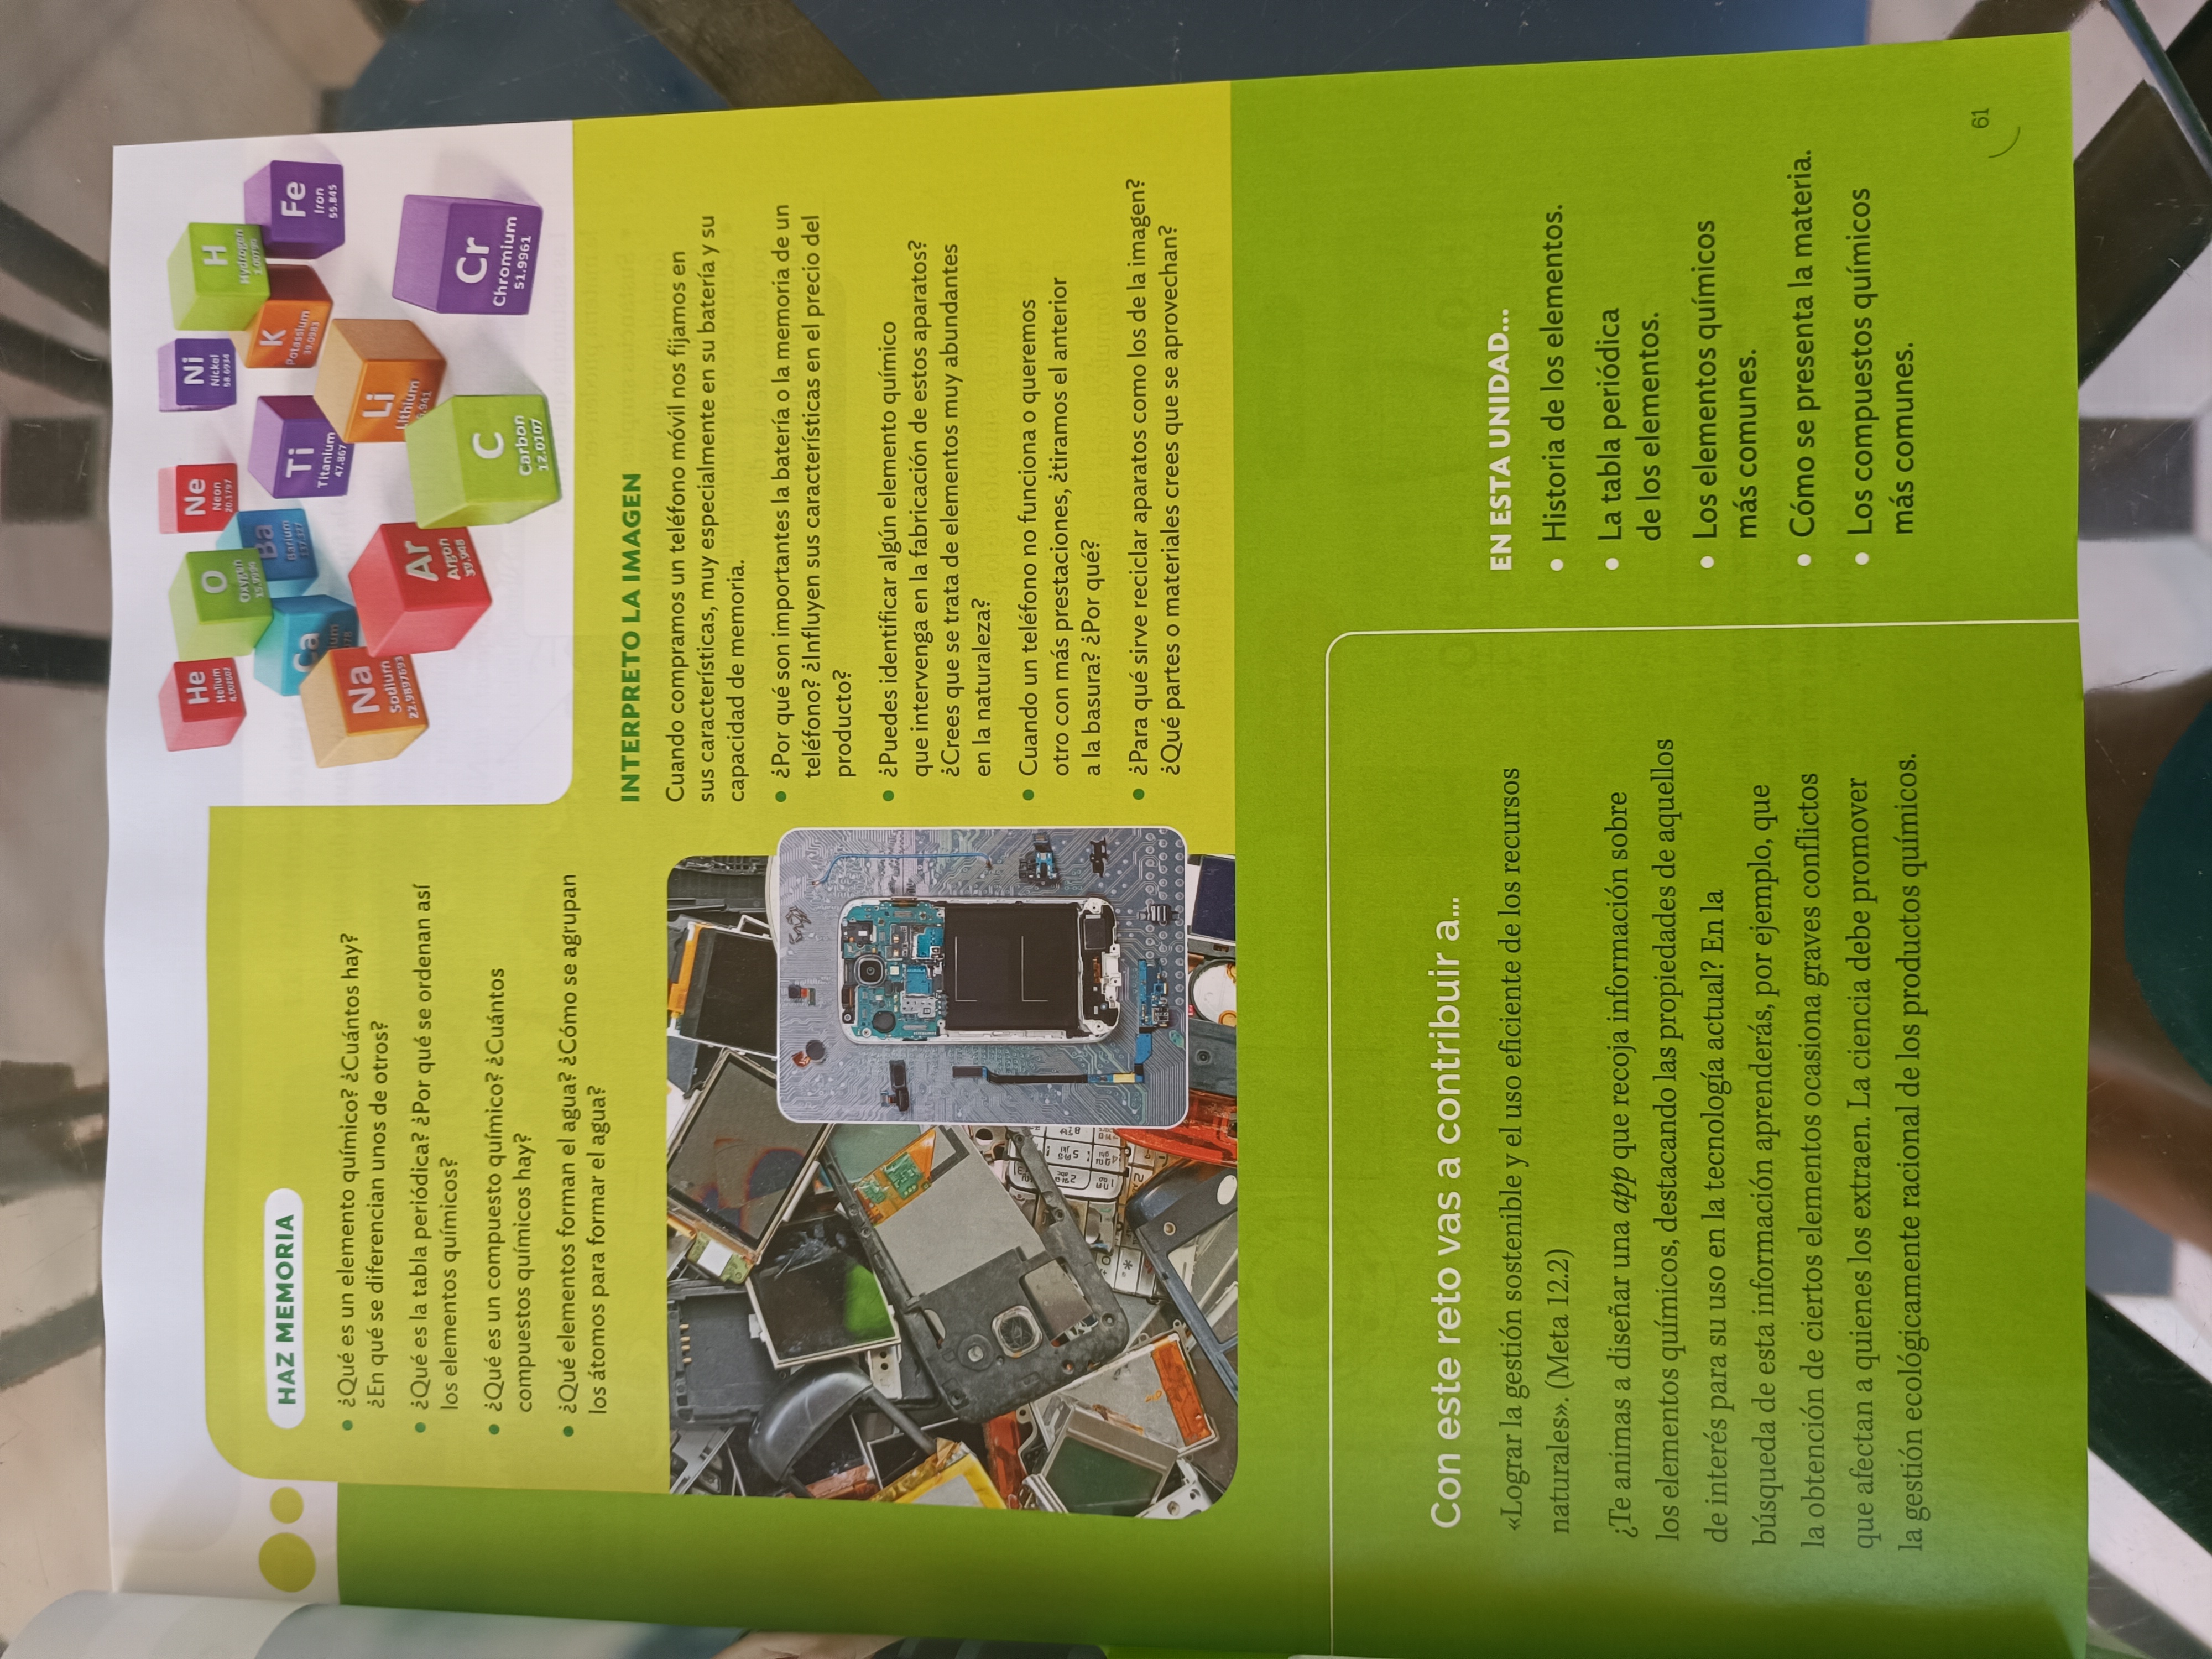 HAZ MEMORIA
• ¿Qué es un elemento químico? ¿Cuántos hay?
¿En qué se diferencian unos de otros?
• ¿Qué es la tabla periódica? ¿Por qué se ordenan así
los elementos químicos?
• ¿Qué es un compuesto químico? ¿Cuántos
compuestos químicos hay?
• ¿Qué elementos forman el agua? ¿Cómo se agrupan
los átomos para formar el agua?
He
Helium
4.002602
O
Oxygen
15.9996
Ne
Neon
20.1797
Ni
Nickel
58.6934
H
Hydrogen
1.00790
Ca
Ba
Barium
137.327
Ti
Titanium
47.867
K
Potassium
39.0983
Fe
Iron
55.845
Na
Sodium
22.9897693
Ar
Argon
39.948
Li
Lithium
C
Carbon
12.0107
Cr
Chromium
51.9961
INTERPRETO LA IMAGEN
Cuando compramos un teléfono móvil nos fijamos en
sus características, muy especialmente en su batería y su
capacidad de memoria.
• ¿Por qué son importantes la batería o la memoria de un
teléfono? ¿Influyen sus características en el precio del
producto?
• ¿Puedes identificar algún elemento químico
que intervenga en la fabricación de estos aparatos?
¿Crees que se trata de elementos muy abundantes
en la naturaleza?
• Cuando un teléfono no funciona o queremos
otro con más prestaciones, ¿tiramos el anterior
a la basura? ¿Por qué?
• ¿Para qué sirve reciclar aparatos como los de la imagen?
¿Qué partes o materiales crees que se aprovechan?
Con este reto vas a contribuir a...
«Lograr la gestión sostenible y el uso eficiente de los recursos
naturales». (Meta 12.2)
¿Te animas a diseñar una app que recoja información sobre
los elementos químicos, destacando las propiedades de aquellos
de interés para su uso en la tecnología actual? En la
búsqueda de esta información aprenderás, por ejemplo, que
la obtención de ciertos elementos ocasiona graves conflictos
que afectan a quienes los extraen. La ciencia debe promover
la gestión ecológicamente racional de los productos químicos.
EN ESTA UNIDAD...
• Historia de los elementos.
• La tabla periódica
de los elementos.
• Los elementos químicos
más comunes.
• Cómo se presenta la materia.
• Los compuestos químicos
más comunes.
61